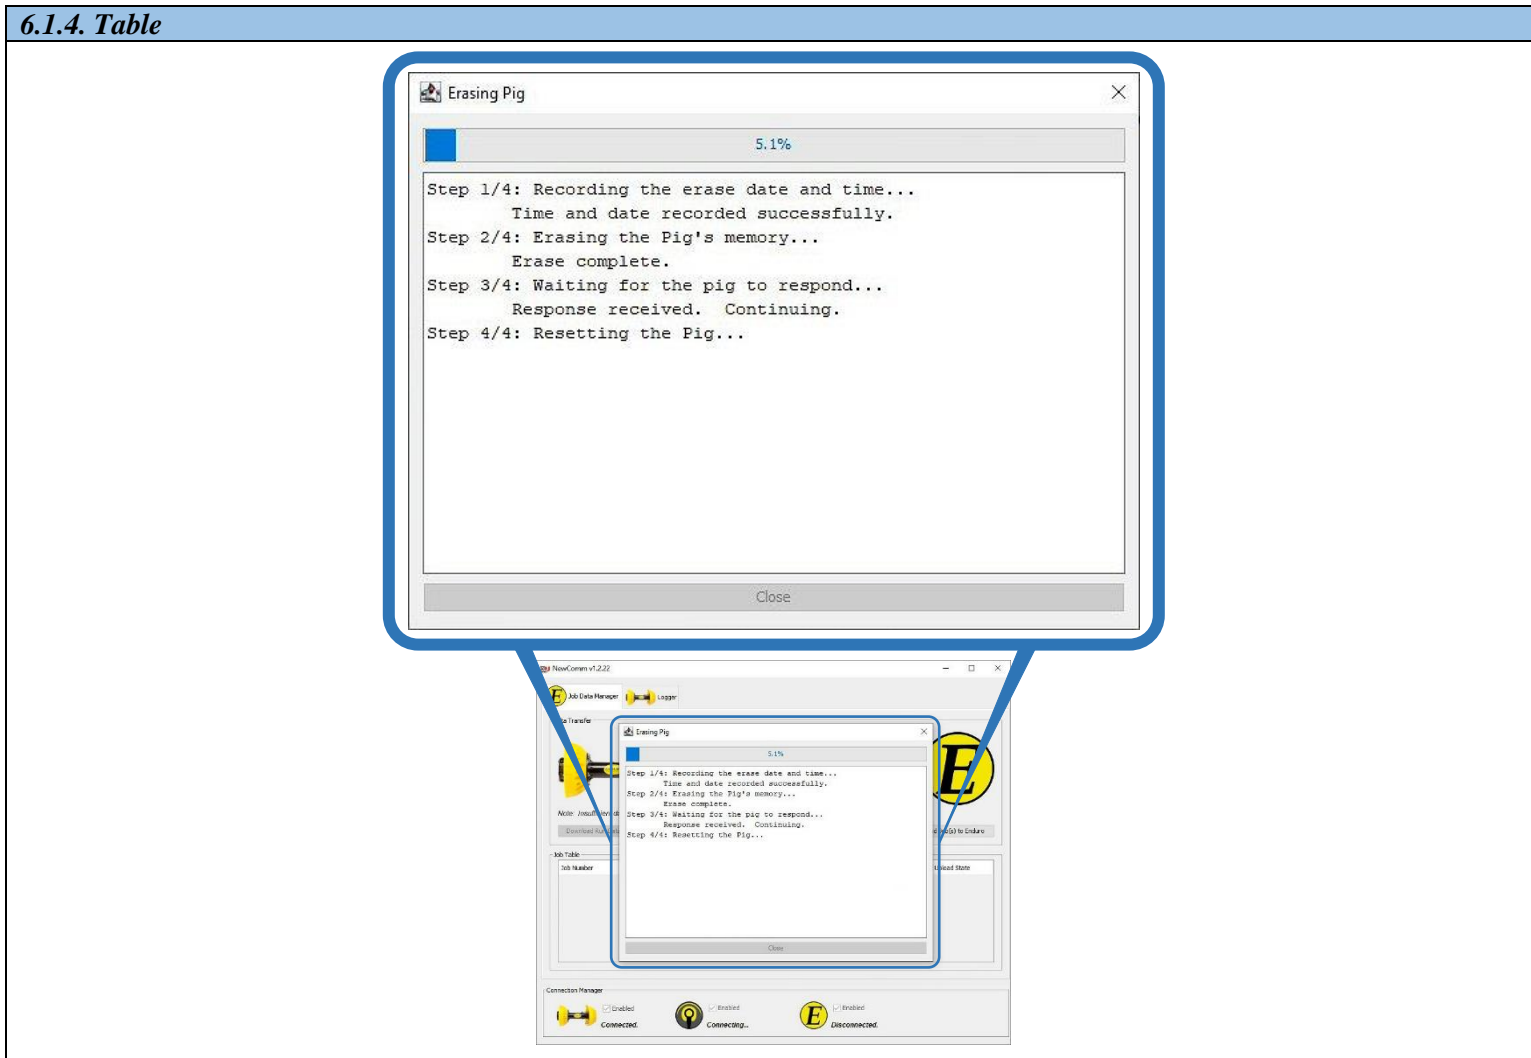 6.1.4. Table
Erasing Pig
5.1%
Step 1/4: Recording the erase date and time...
Time and date recorded successfully.
Step 2/4: Erasing the Pig's memory...
Erase complete.
Step 3/4: Waiting for the pig to respond...
Response received.  Continuing.
Step 4/4: Resetting the Pig...
Close
NewComm v1.2.22
Job Data Manager
Logger
Transfer
Erasing Pig
5.1%
Step 1/4: Recording the erase date and time...
Time and date recorded successfully.
Step 2/4: Erasing the Pig's memory...
Erase complete.
Step 3/4: Waiting for the pig to respond...
Response received.  Continuing.
Step 4/4: Resetting the Pig...
Close
E
Note:
Download
to Enduro
Job Table
Job Number
State
Connection Manager
Enabled
Connected.
Enabled
Connecting...
E
Enabled
Disconnected.